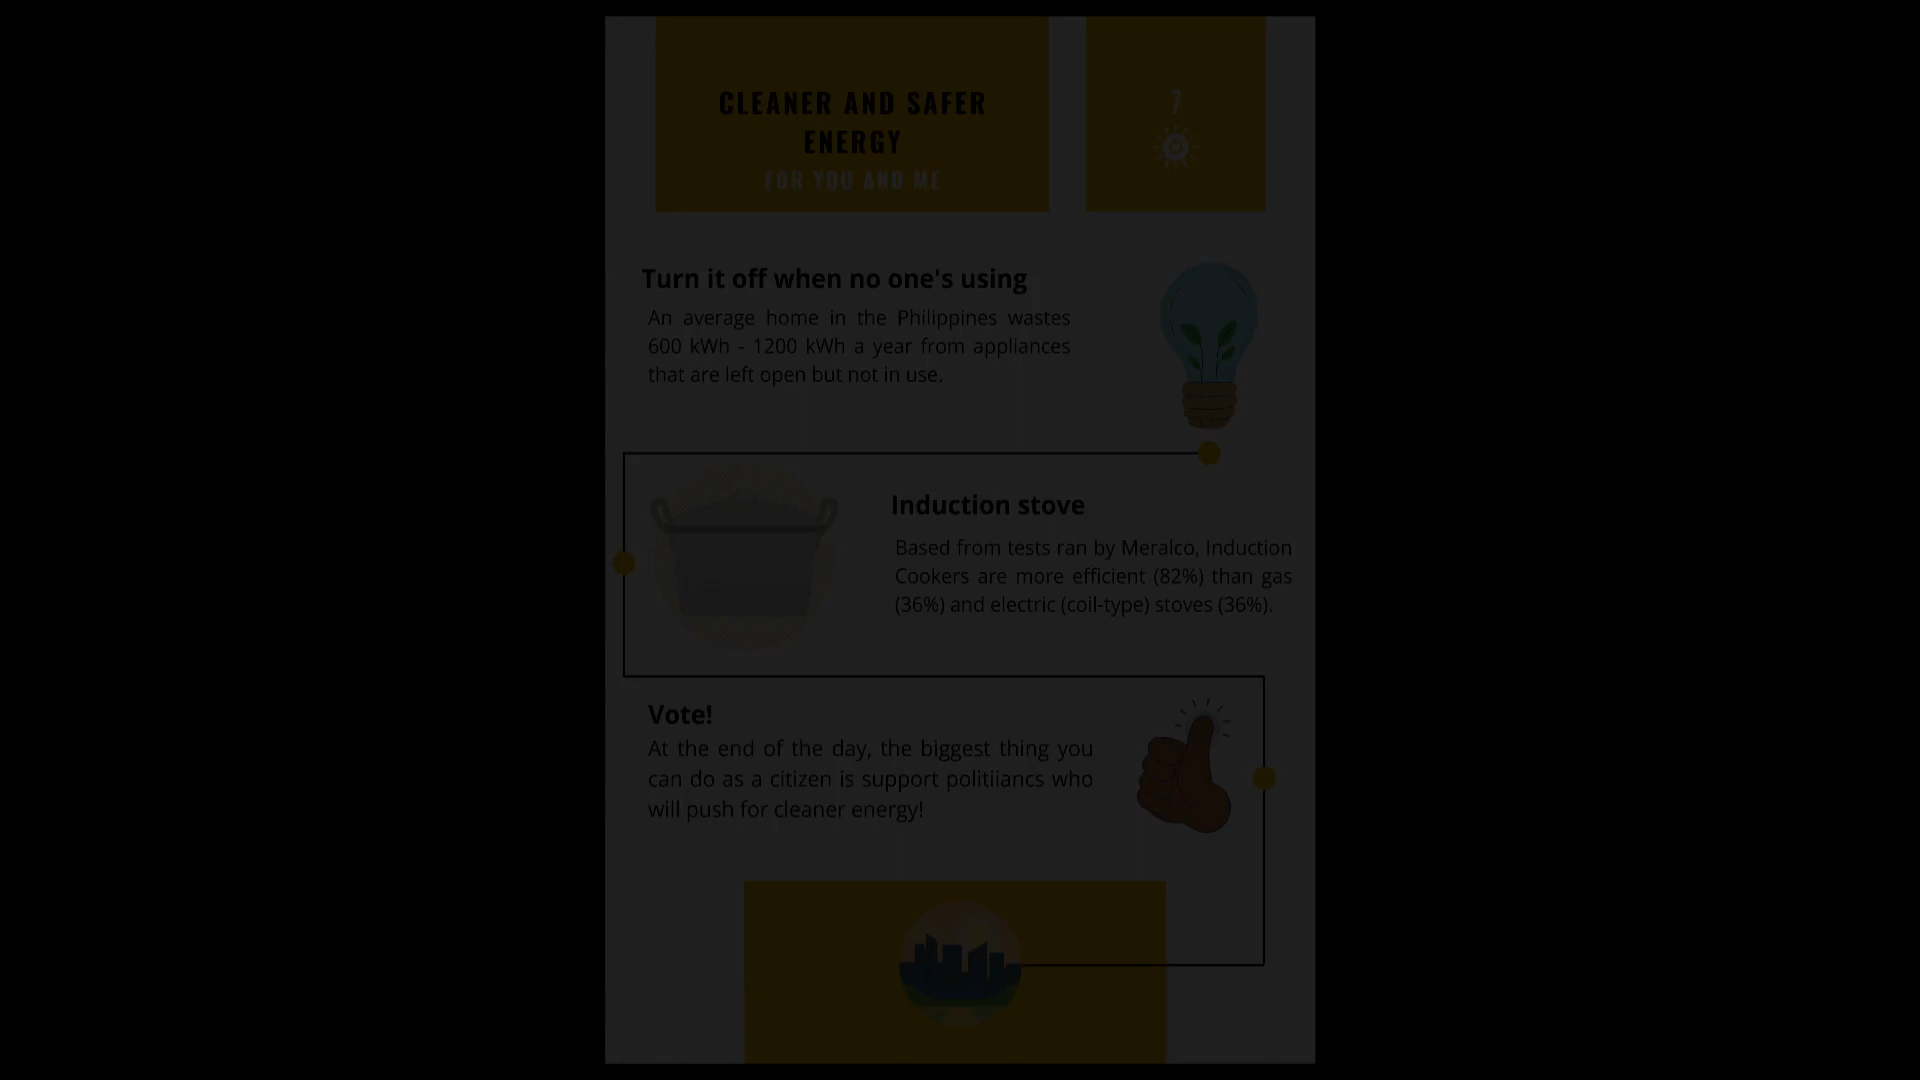 CLEANER AND SAFER
ENERGY
FOR YOU AND ME
7
Turn it off when no one's using
An average home in the Philippines wastes
600 kWh - 1200 kWh a year from appliances
that are left open but not in use.
Induction stove
Based from tests ran by Meralco, Induction
Cookers are more efficient (82%) than gas
(36%) and electric (coil-type) stoves (36%).
Vote!
At the end of the day, the biggest thing you
can do as a citizen is support politiiancs who
will push for cleaner energy!